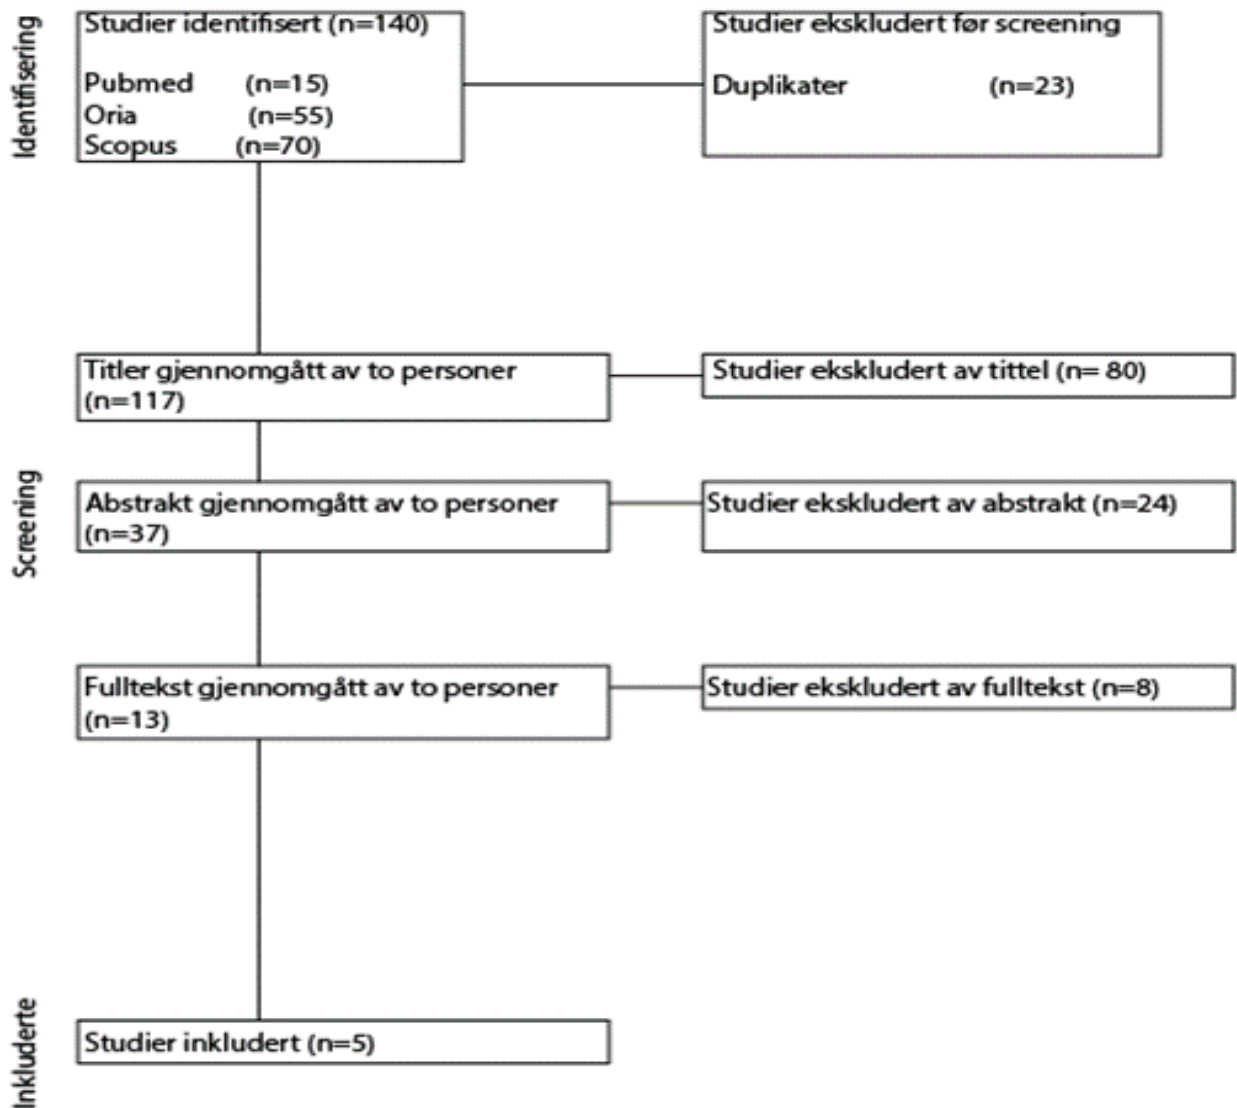 Identifisering
Studier identifisert (n=140)
Pubmed (n=15)
Oria (n=55)
Scopus (n=70)
Studier ekskludert før screening
Duplikater (n=23)
Screening
Titler gjennomgått av to personer
(n=117)
Studier ekskludert av tittel (n= 80)
Abstrakt gjennomgått av to personer
(n=37)
Studier ekskludert av abstrakt (n=24)
Fulltekst gjennomgått av to personer
(n=13)
Studier ekskludert av fulltekst (n=8)
Inkluderte
Studier inkludert (n=5)